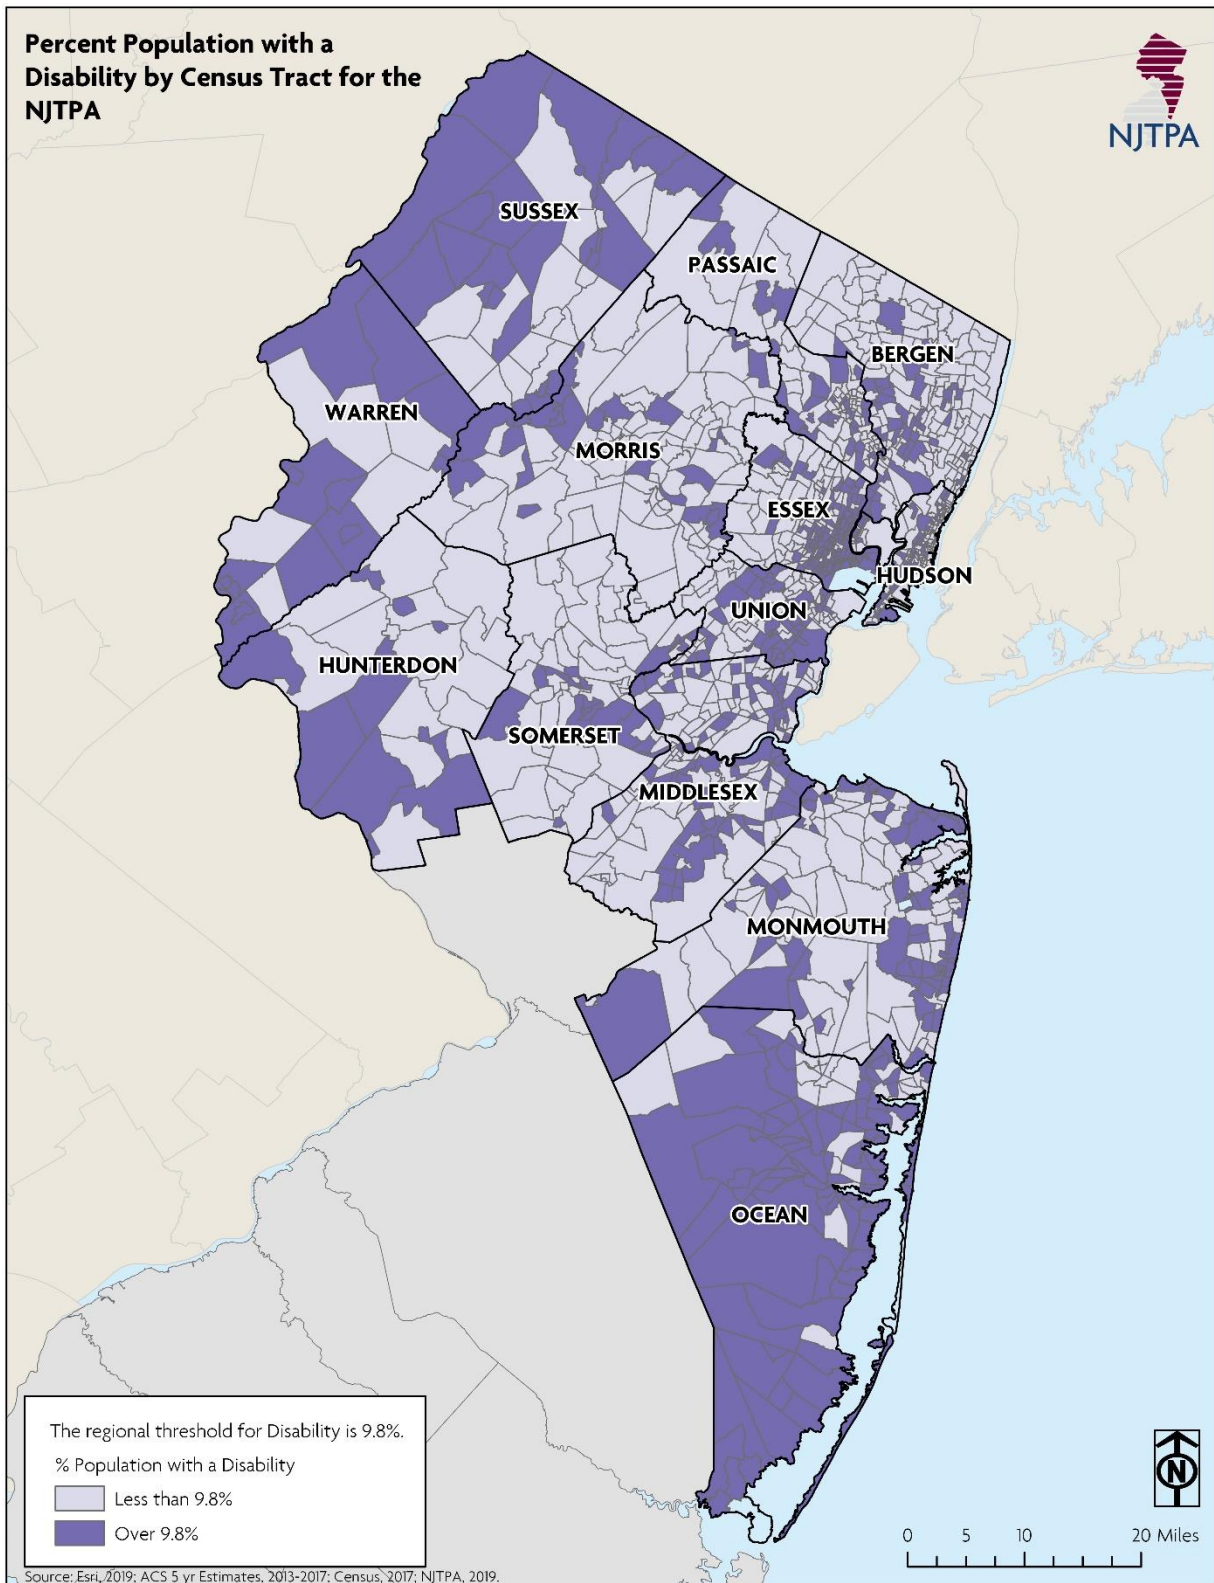 Percent Population with a
Disability by Census Tract for the
NJTPA
NJTPA
SUSSEX
PASSAIC
BERGEN
WARREN
MORRIS
ESSEX
HUDSON
UNION
HUNTERDON
SOMERSET
MIDDLESEX
MONMOUTH
OCEAN
The regional threshold for Disability is 9.8%.
% Population with a Disability
Less than 9.8%
Over 9.8%
N
0 5 10 20 Miles
Source: Esri, 2019; ACS 5 yr Estimates, 2013-2017; Census, 2017; NJTPA, 2019.